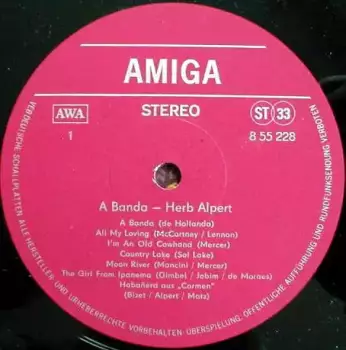 AMIGA
AWA
STEREO
ST 33
1
8 55 228
A Banda – Herb Alpert
A Banda (de Hollanda)
All My Loving (McCartney / Lennon)
I'm An Old Cowhand (Mercer)
Country Lake (Sol Lake)
Moon River (Mancini / Mercer)
The Girl From Ipanema (Gimbe) / Jobim / de Moraes)
Habañera aus „Carmen"
(Bizet / Alpert / Matz)
VEB DEUTSCHE SCHALLPLATTEN ALLE HERSTELLER- UND URHEBERRECHTE VORBEHALTEN · ÜBERSPIELUNG, ÖFFENTLICHE AUFFÜHRUNG UND RUNDFUNKSENDUNG VERBOTEN